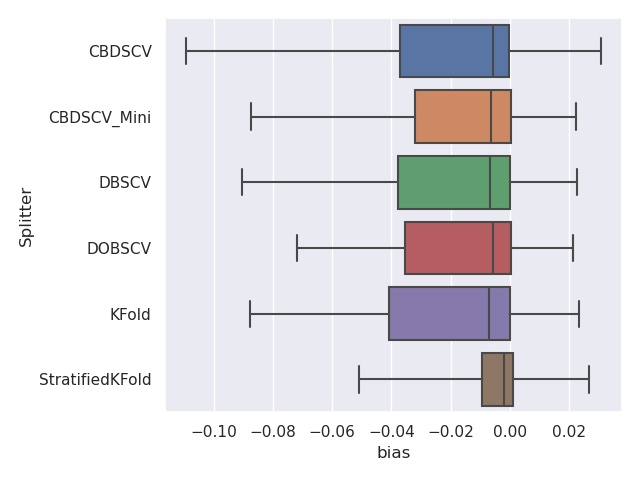 CBDSCV
CBDSCV_Mini
DBSCV
DOBSCV
KFold
StratifiedKFold
Splitter
−0.10 −0.08 −0.06 −0.04 −0.02 0.00 0.02
bias